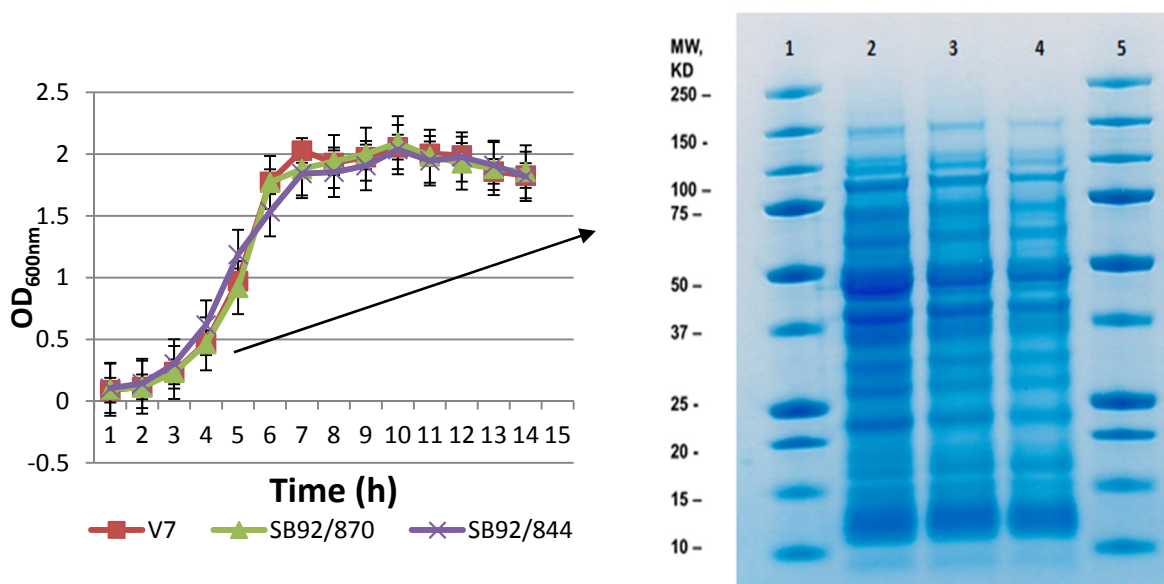 2.5
2
1.5
1
0.5
0
-0.5
OD600nm
1 2 3 4 5 6 7 8 9 10 11 12 13 14 15
Time (h)
V7 SB92/870 SB92/844
MW,
KD
1 2 3 4 5
250 –
150 -
100 –
75 -
50 –
37 -
25 -
20 -
15 –
10 –